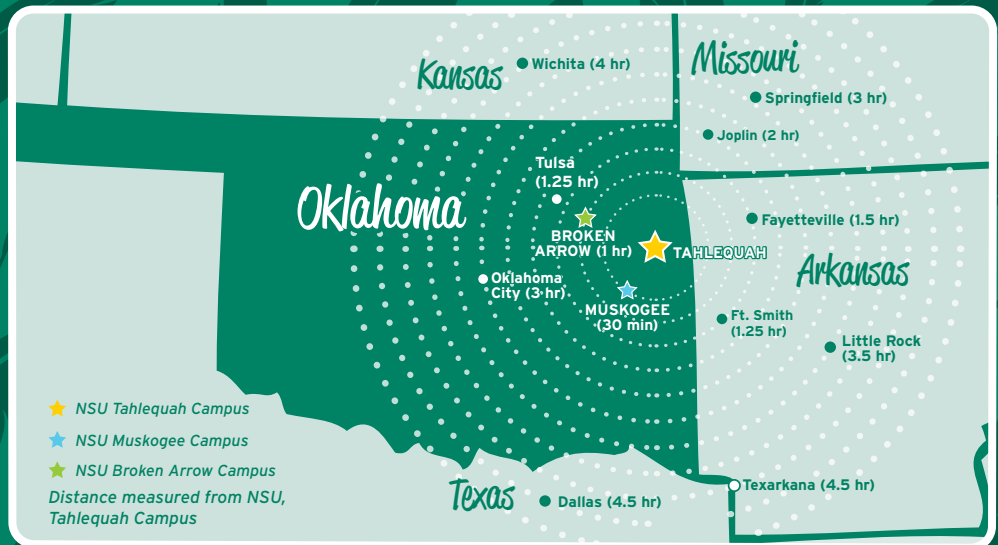 Kansas
Wichita (4 hr)
Missouri
Springfield (3 hr)
Joplin (2 hr)
Tulsa
(1.25 hr)
Oklahoma
BROKEN
ARROW (1 hr)
TAHLEQUAH
Fayetteville (1.5 hr)
Arkansas
Oklahoma
City (3 hr)
MUSKOGEE
(30 min)
Ft. Smith
(1.25 hr)
Little Rock
(3.5 hr)
NSU Tahlequah Campus
NSU Muskogee Campus
NSU Broken Arrow Campus
Distance measured from NSU,
Tahlequah Campus
Texas
Dallas (4.5 hr)
Texarkana (4.5 hr)